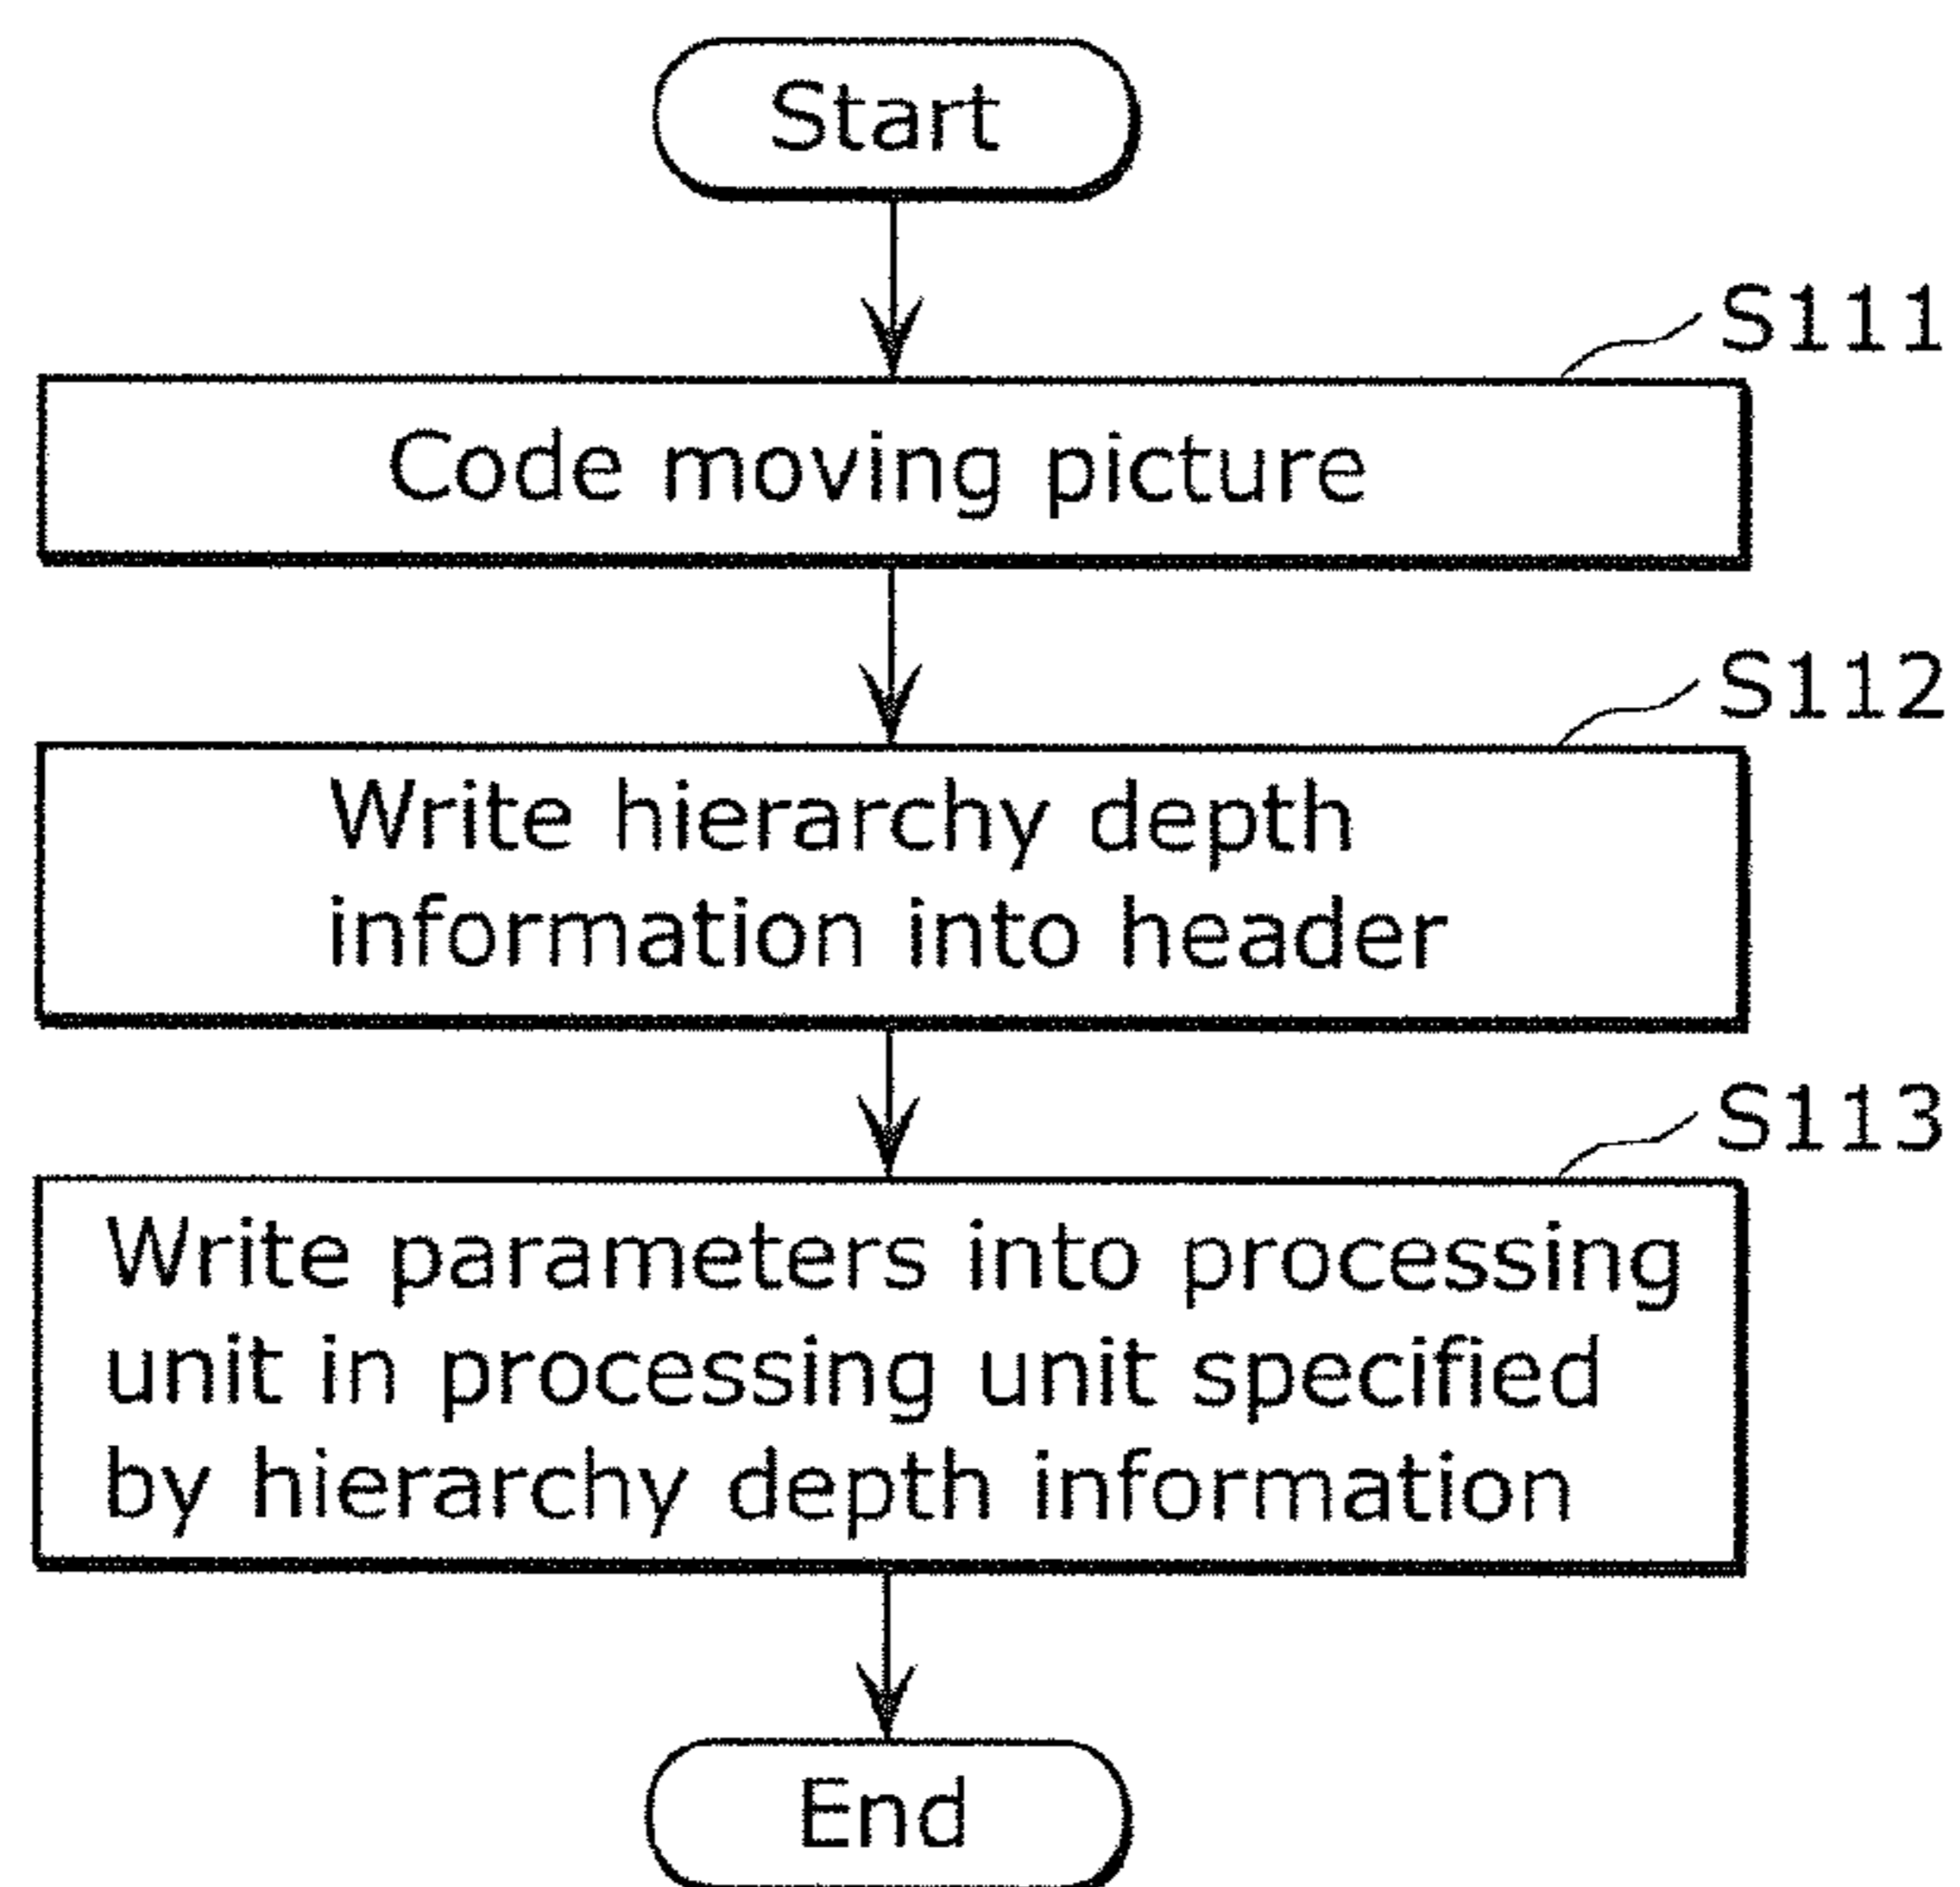 Start
S111
Code moving picture
S112
Write hierarchy depth
information into header
S113
Write parameters into processing
unit in processing unit specified
by hierarchy depth information
End